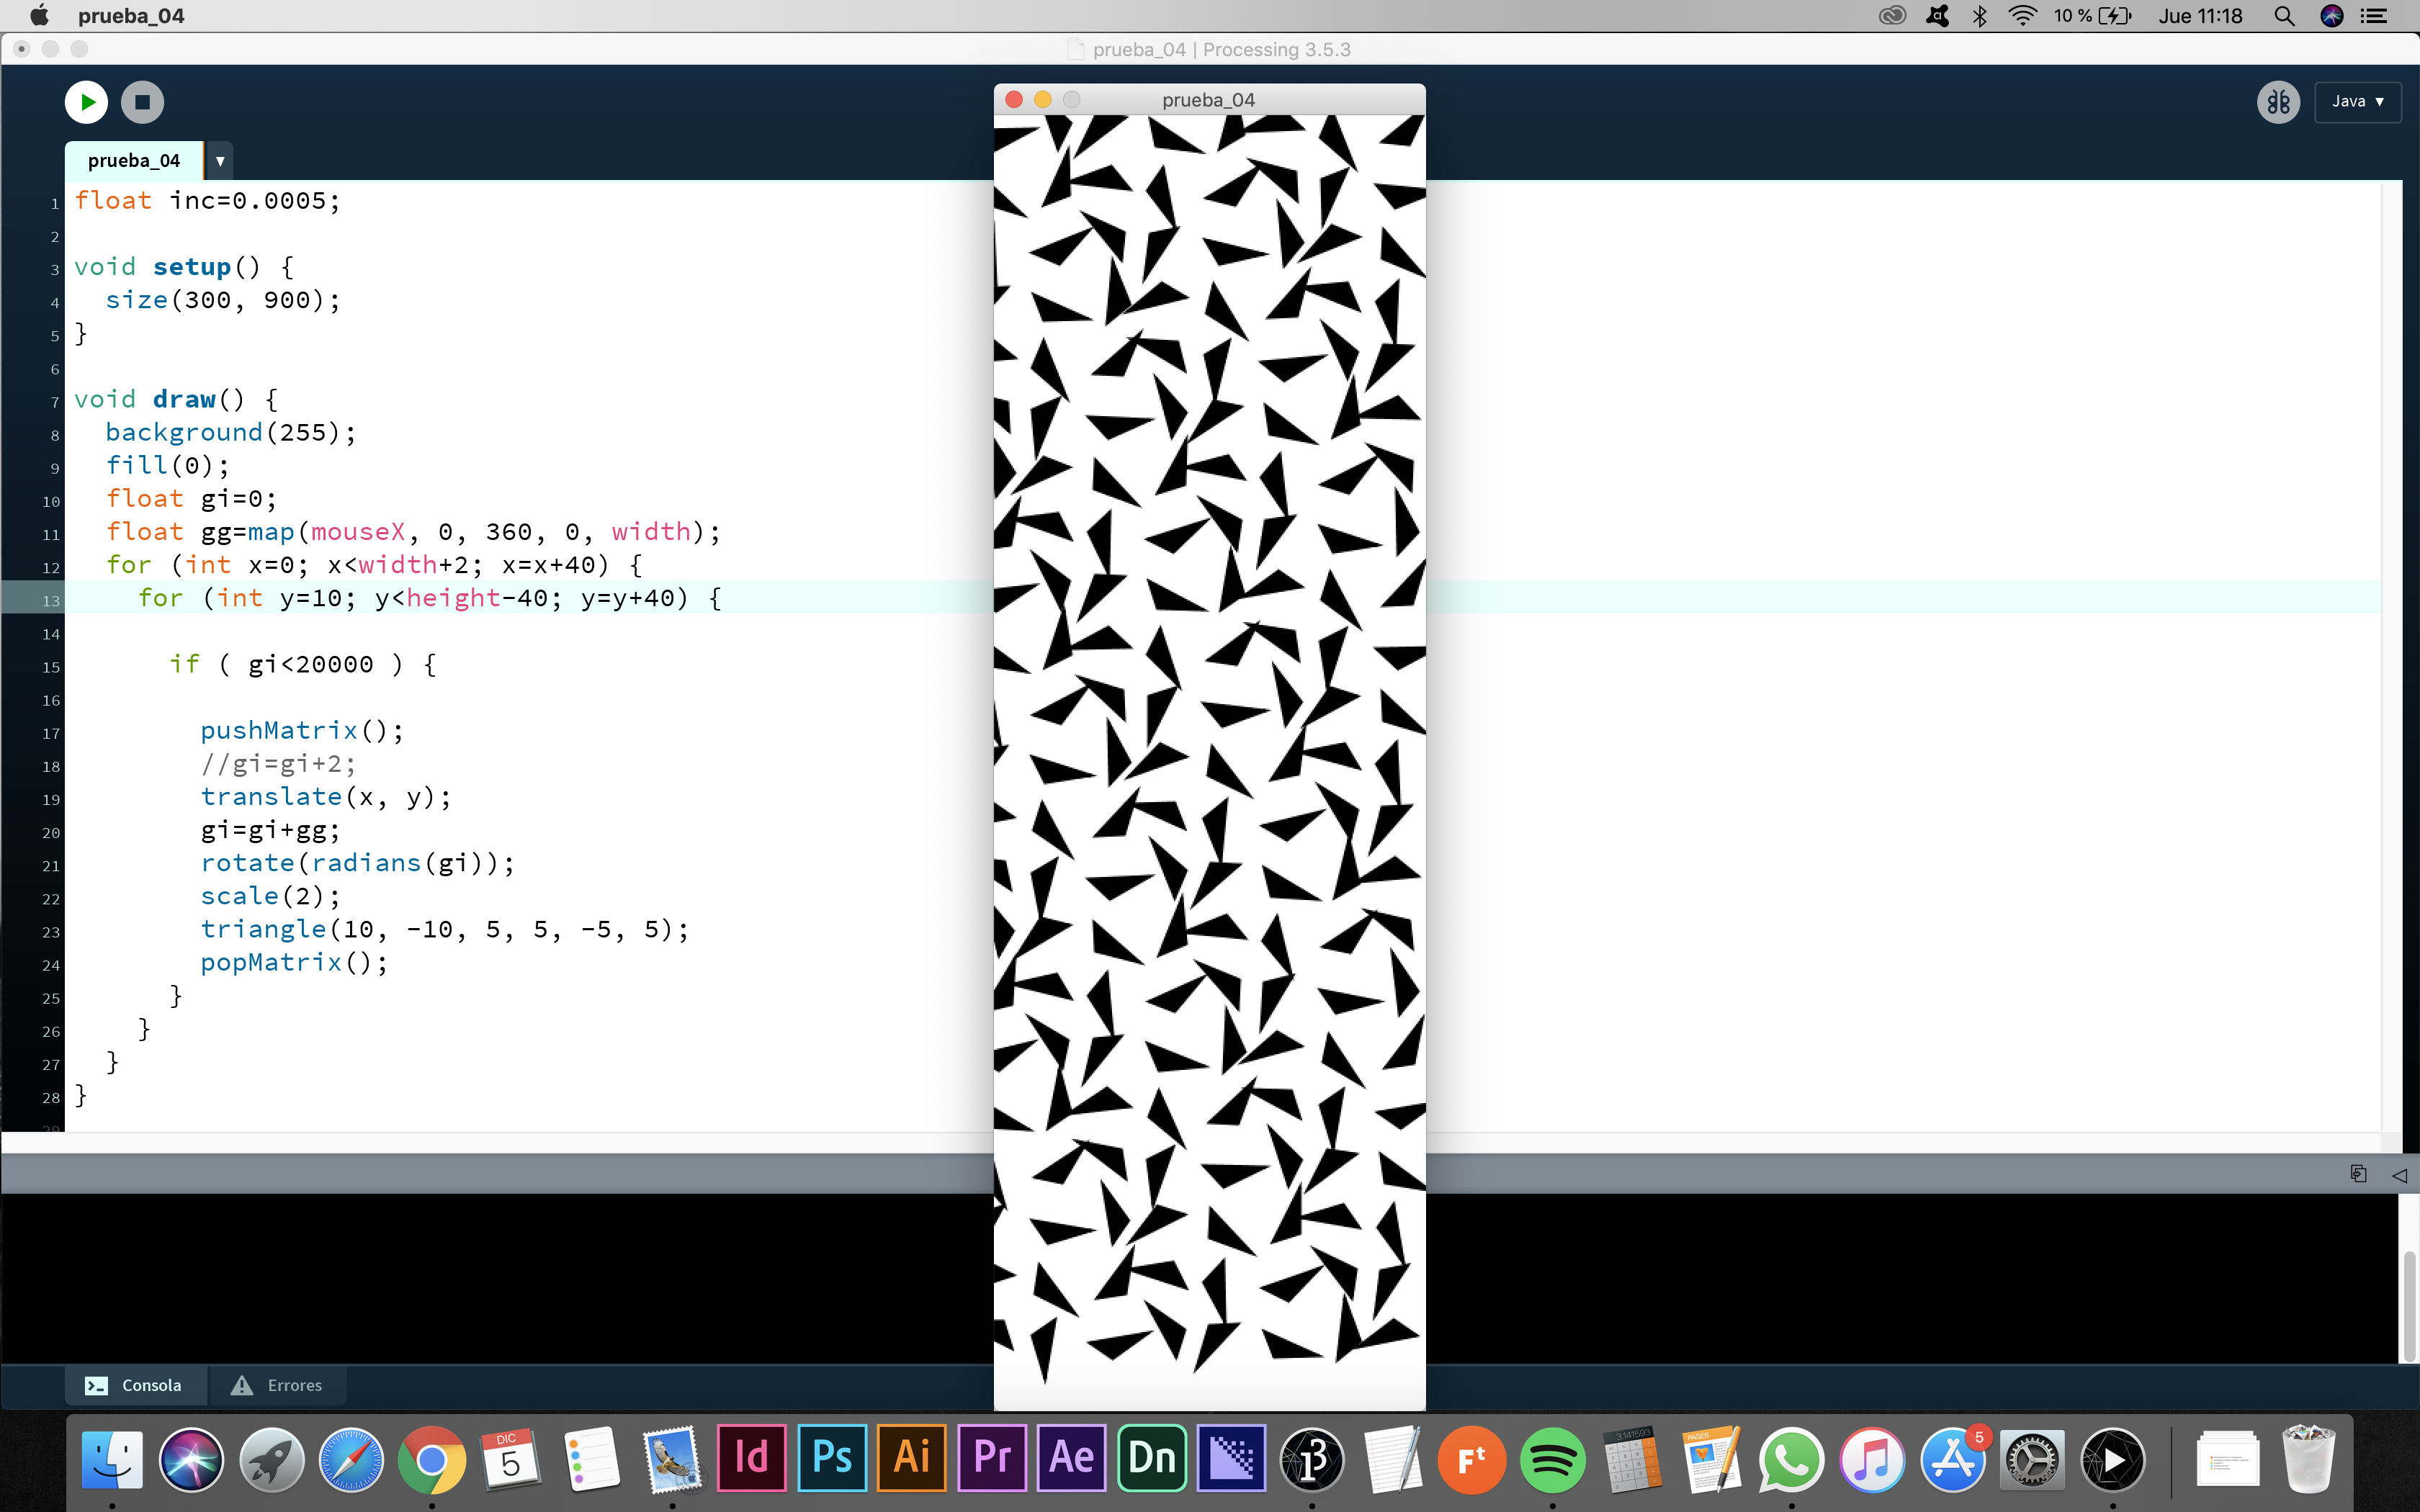 prueba_04
10 %
Jue 11:18
prueba_04 | Processing 3.5.3
prueba_04
Java ▼
prueba_04 ▼
1 float inc=0.0005;
2
3 void setup() {
4 size(300, 900);
5 }
6
7 void draw() {
8 background(255);
9 fill(0);
10 float gi=0;
11 float gg=map(mouseX, 0, 360, 0, width);
12 for (int x=0; x<width+2; x=x+40) {
13 for (int y=10; y<height-40; y=y+40) {
14
15 if ( gi<20000 ) {
16
17 pushMatrix();
18 //gi=gi+2;
19 translate(x, y);
20 gi=gi+gg;
21 rotate(radians(gi));
22 scale(2);
23 triangle(10, -10, 5, 5, -5, 5);
24 popMatrix();
25 }
26 }
27 }
28 }
29
Consola
Errores
DIC
5
Id
Ps
Ai
Pr
Ae
Dn
3
Ft
3.141593
PAGES
5